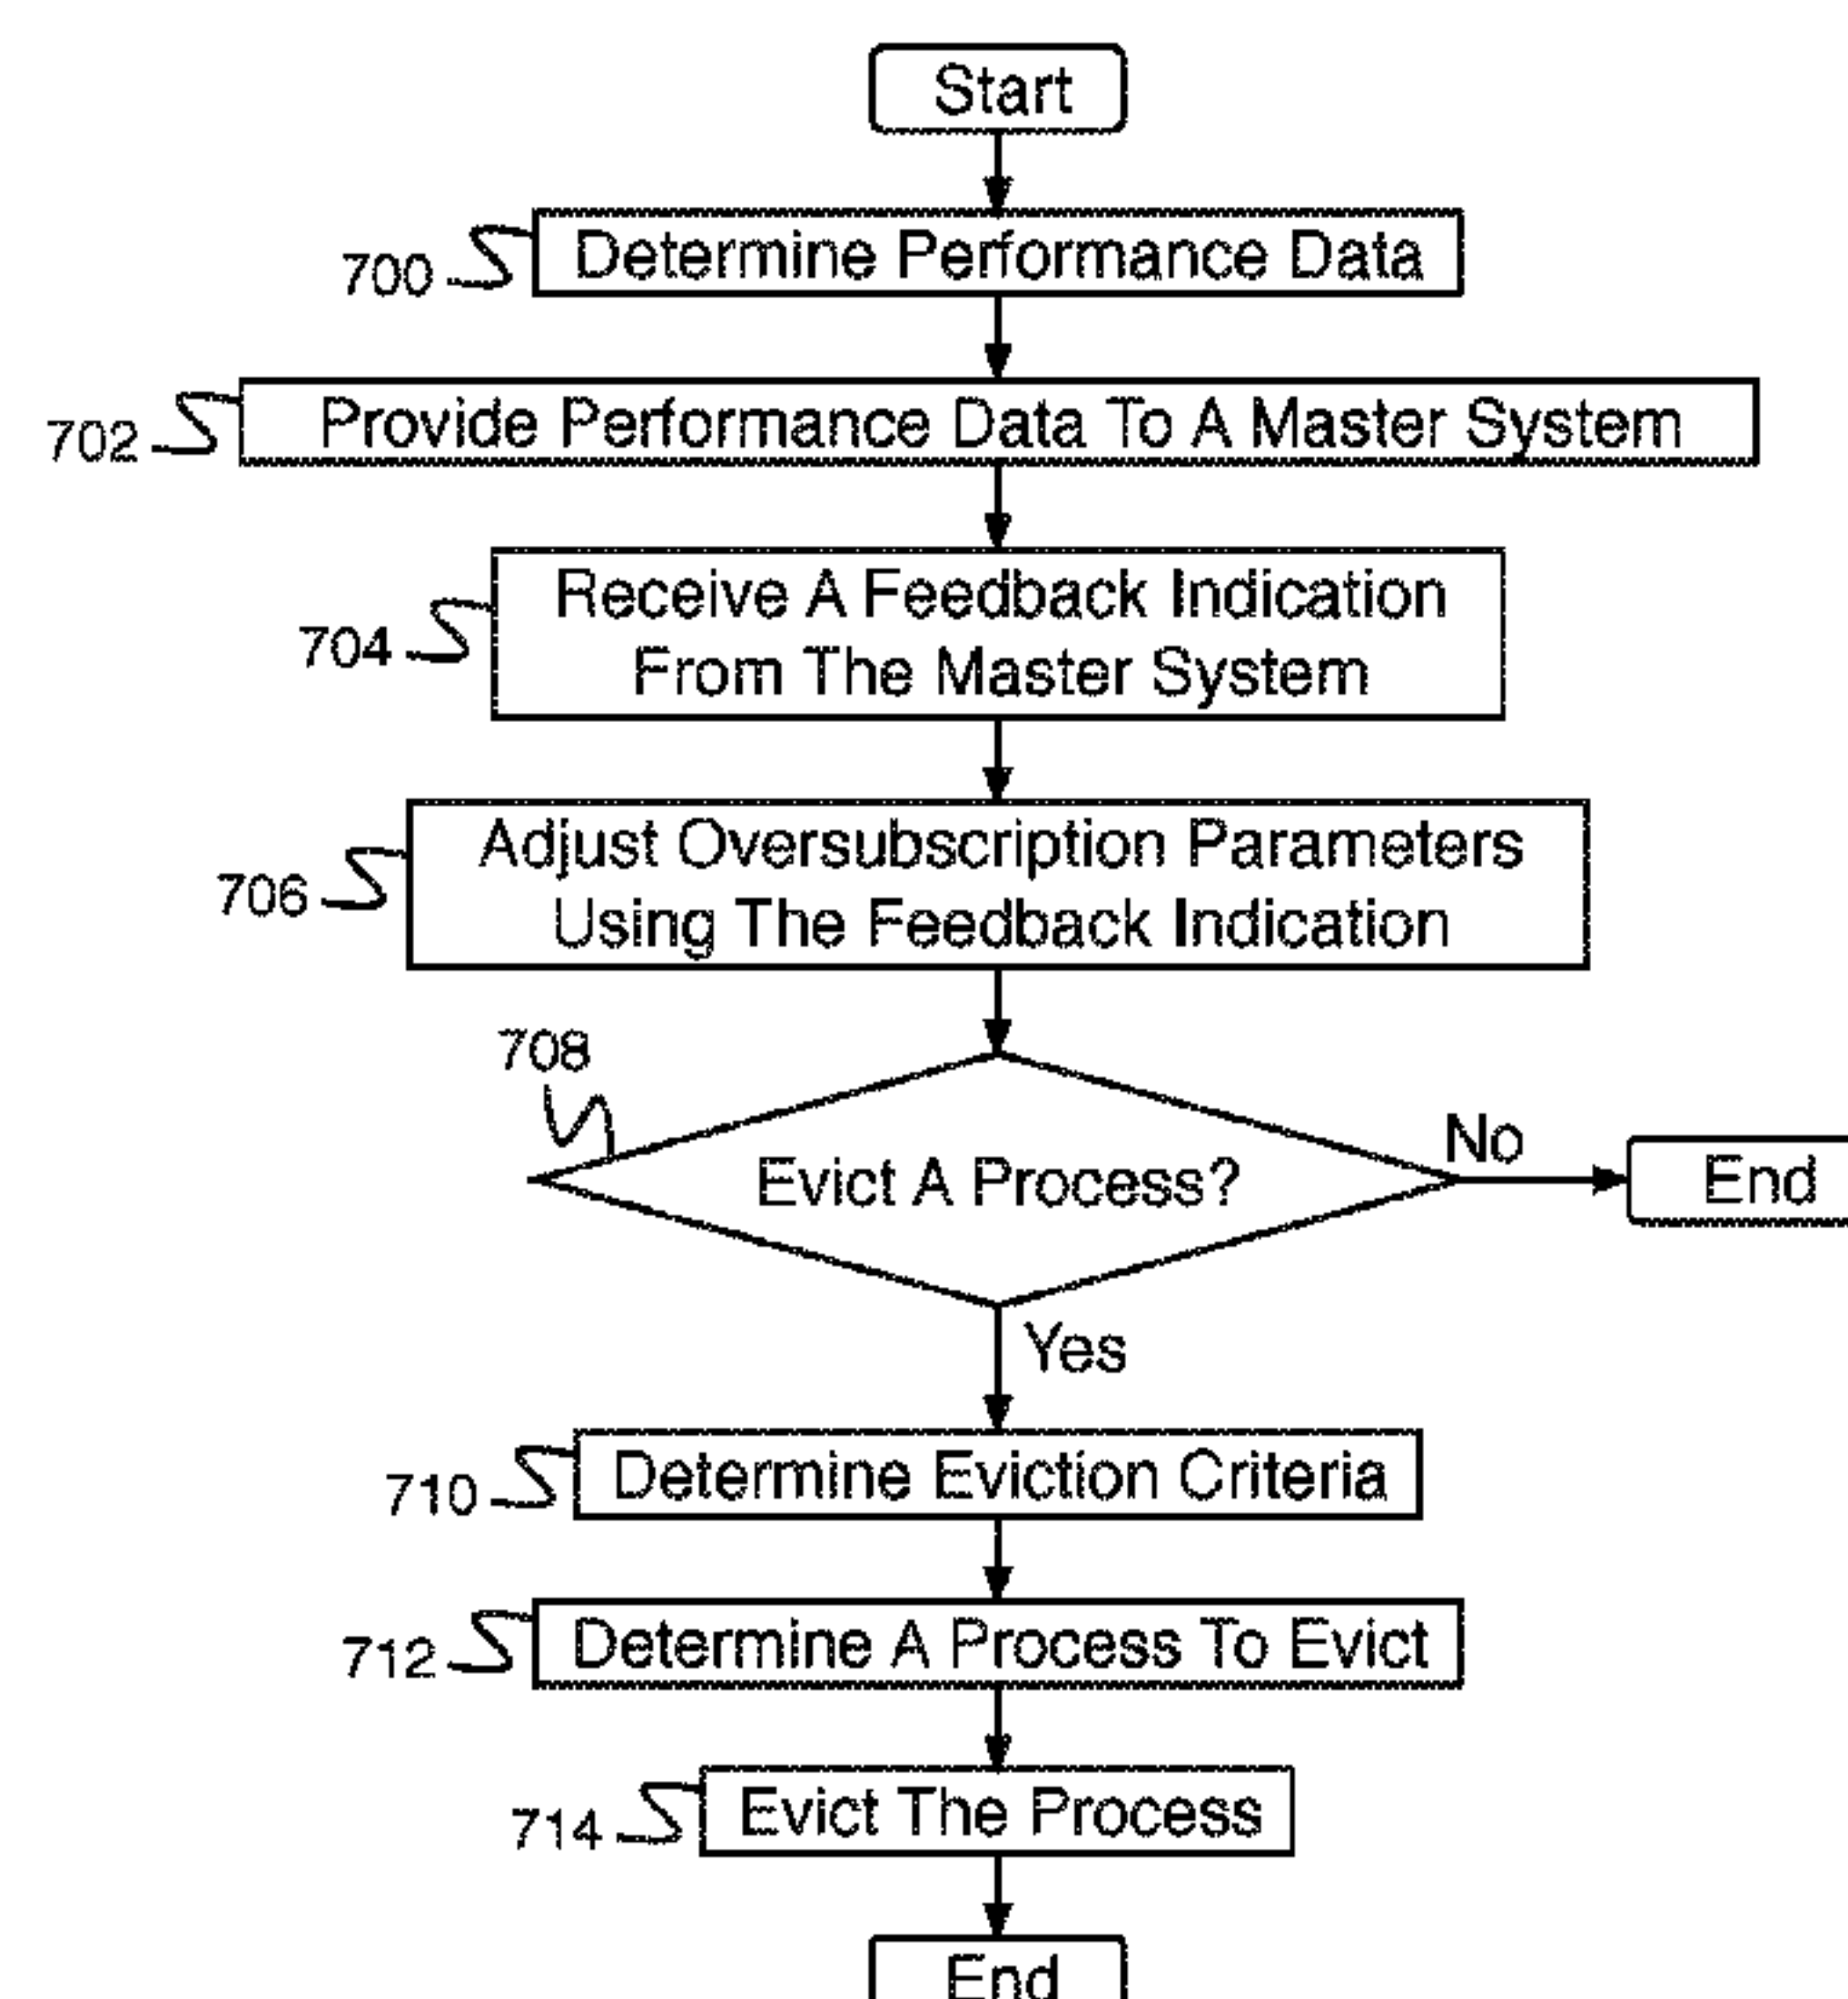 Start
700
Determine Performance Data
702
Provide Performance Data To A Master System
704
Receive A Feedback Indication
From The Master System
706
Adjust Oversubscription Parameters
Using The Feedback Indication
708
Evict A Process?
No
End
Yes
710
Determine Eviction Criteria
712
Determine A Process To Evict
714
Evict The Process
End